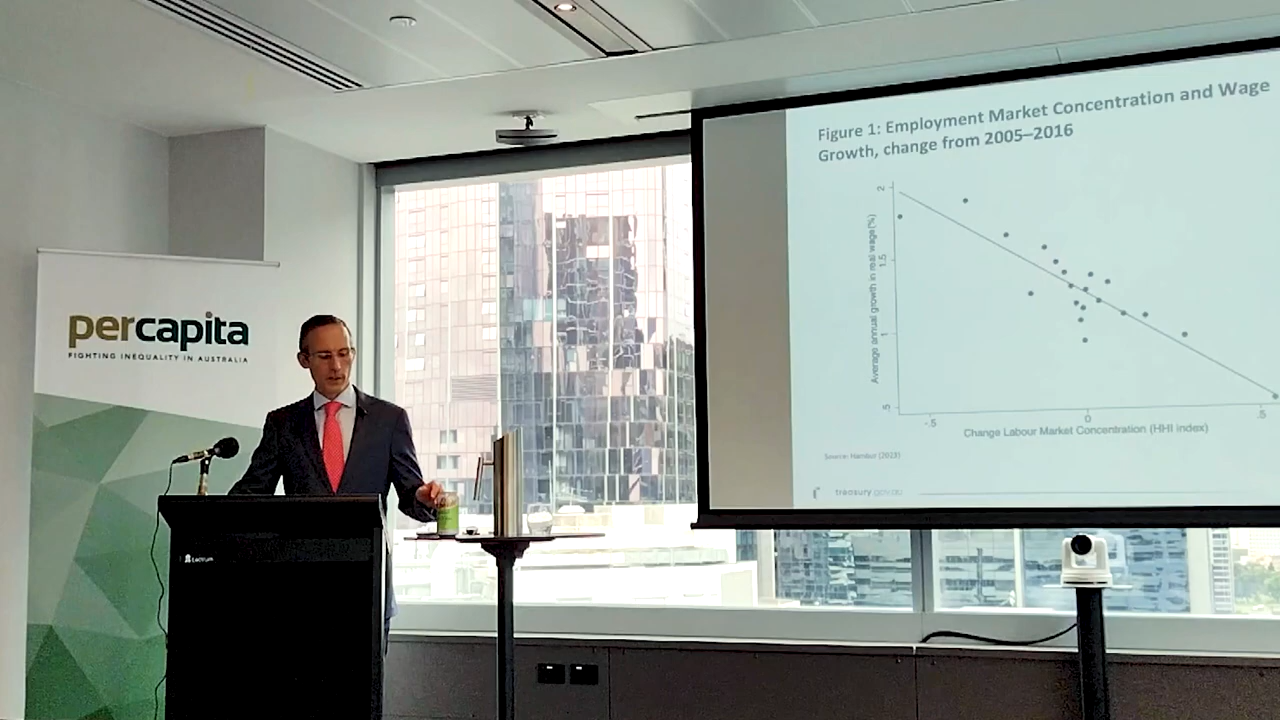 percapita
FIGHTING INEQUALITY IN AUSTRALIA
Lectrum
Figure 1: Employment Market Concentration and Wage
Growth, change from 2005–2016
Average annual growth in real wage (%)
2
1.5
1
.5
-.5
0
.5
Change Labour Market Concentration (HHI index)
Source: Hambur (2023)
treasury.gov.au